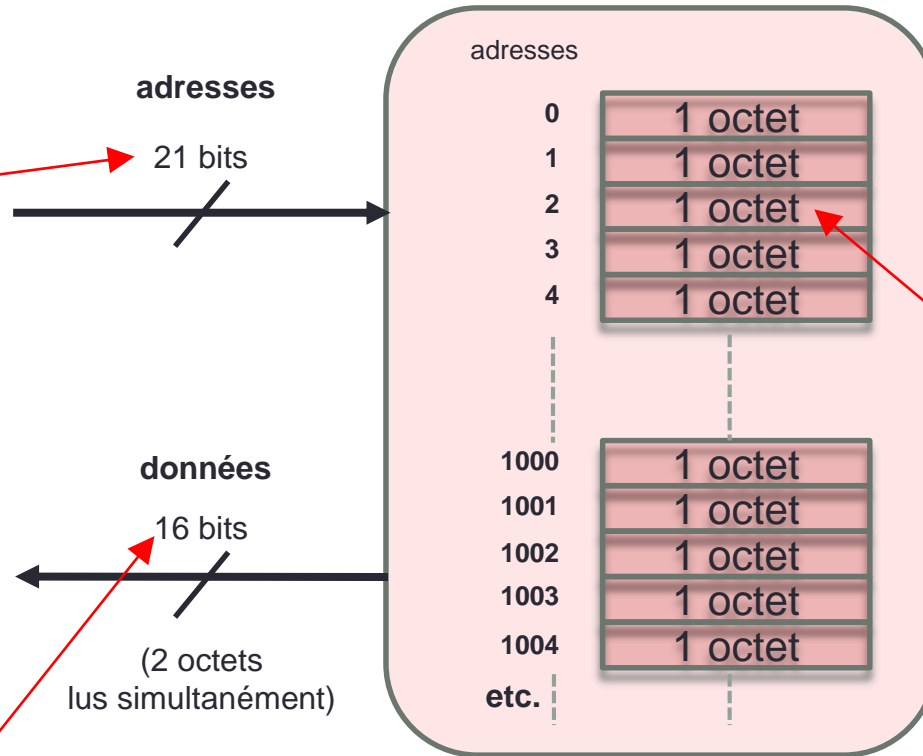 adresses
21 bits
données
16 bits
(2 octets
lus simultanément)
adresses
0 1 octet
1 1 octet
2 1 octet
3 1 octet
4 1 octet
1000 1 octet
1001 1 octet
1002 1 octet
1003 1 octet
1004 1 octet
etc.